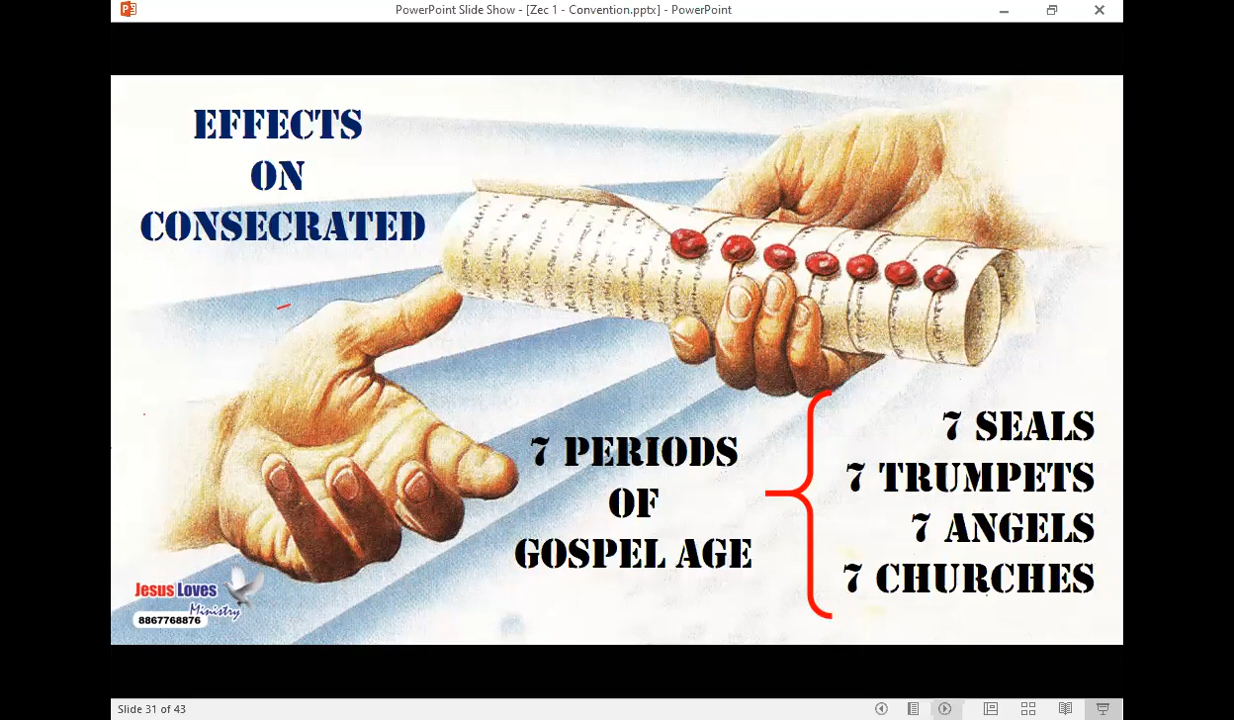 PowerPoint Slide Show - [Zec 1 - Convention.pptx] - PowerPoint
EFFECTS
ON
CONSECRATED
7 PERIODS
OF
GOSPEL AGE
7 SEALS
7 TRUMPETS
7 ANGELS
7 CHURCHES
Jesus Loves
Ministry
8867768876
Slide 31 of 43